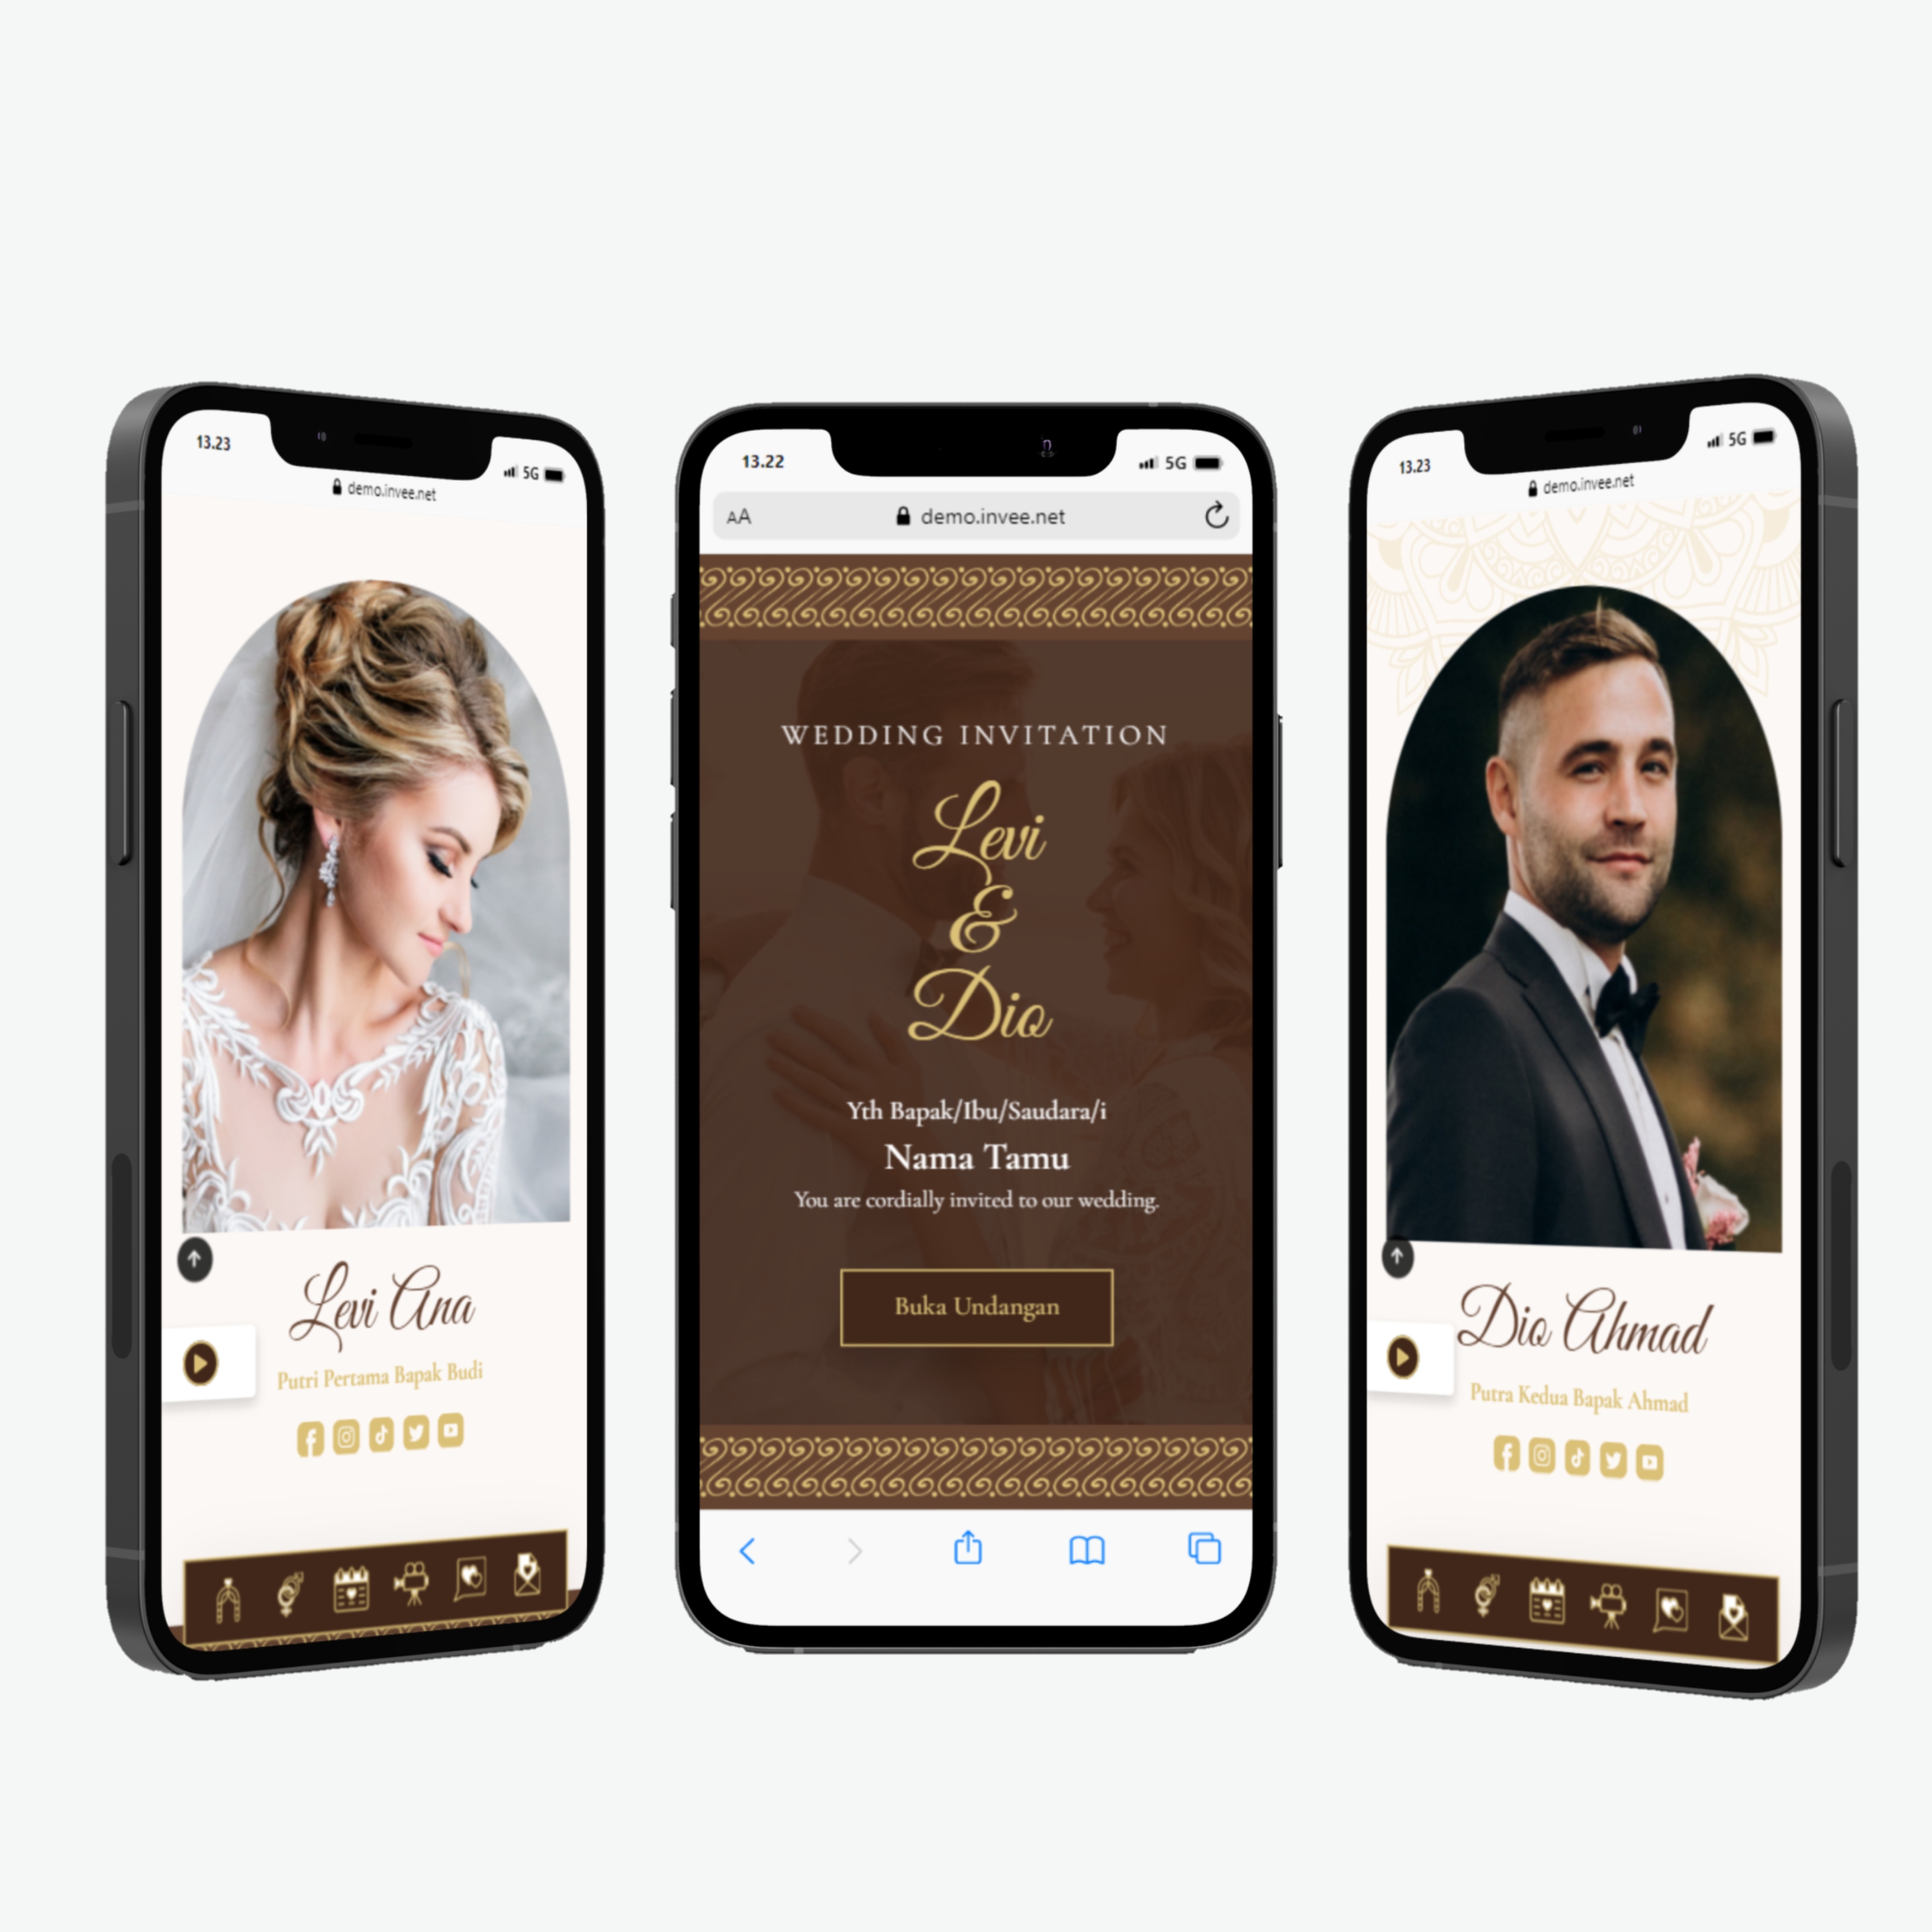 13.23
5G
demo.invee.net
Levi Ana
Putri Pertama Bapak Budi
13.22
5G
AA demo.invee.net
WEDDING INVITATION
Levi
&
Dio
Yth Bapak/Ibu/Saudara/i
Nama Tamu
You are cordially invited to our wedding.
Buka Undangan
13.23
5G
demo.invee.net
Dio Ahmad
Putra Kedua Bapak Ahmad